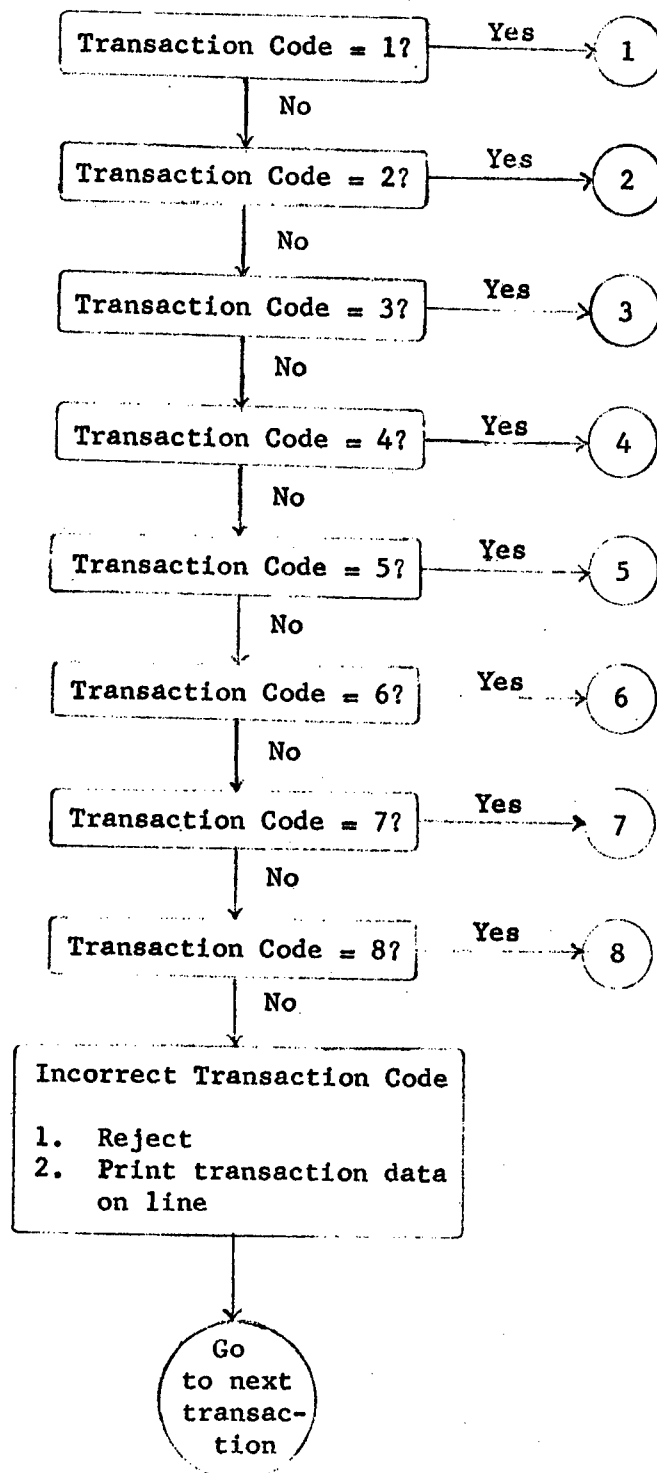 Transaction Code = 1? Yes 1
No
Transaction Code = 2? Yes 2
No
Transaction Code = 3? Yes 3
No
Transaction Code = 4? Yes 4
No
Transaction Code = 5? Yes 5
No
Transaction Code = 6? Yes 6
No
Transaction Code = 7? Yes 7
No
Transaction Code = 8? Yes 8
No
Incorrect Transaction Code
1. Reject
2. Print transaction data
on line
Go
to next
transac-
tion